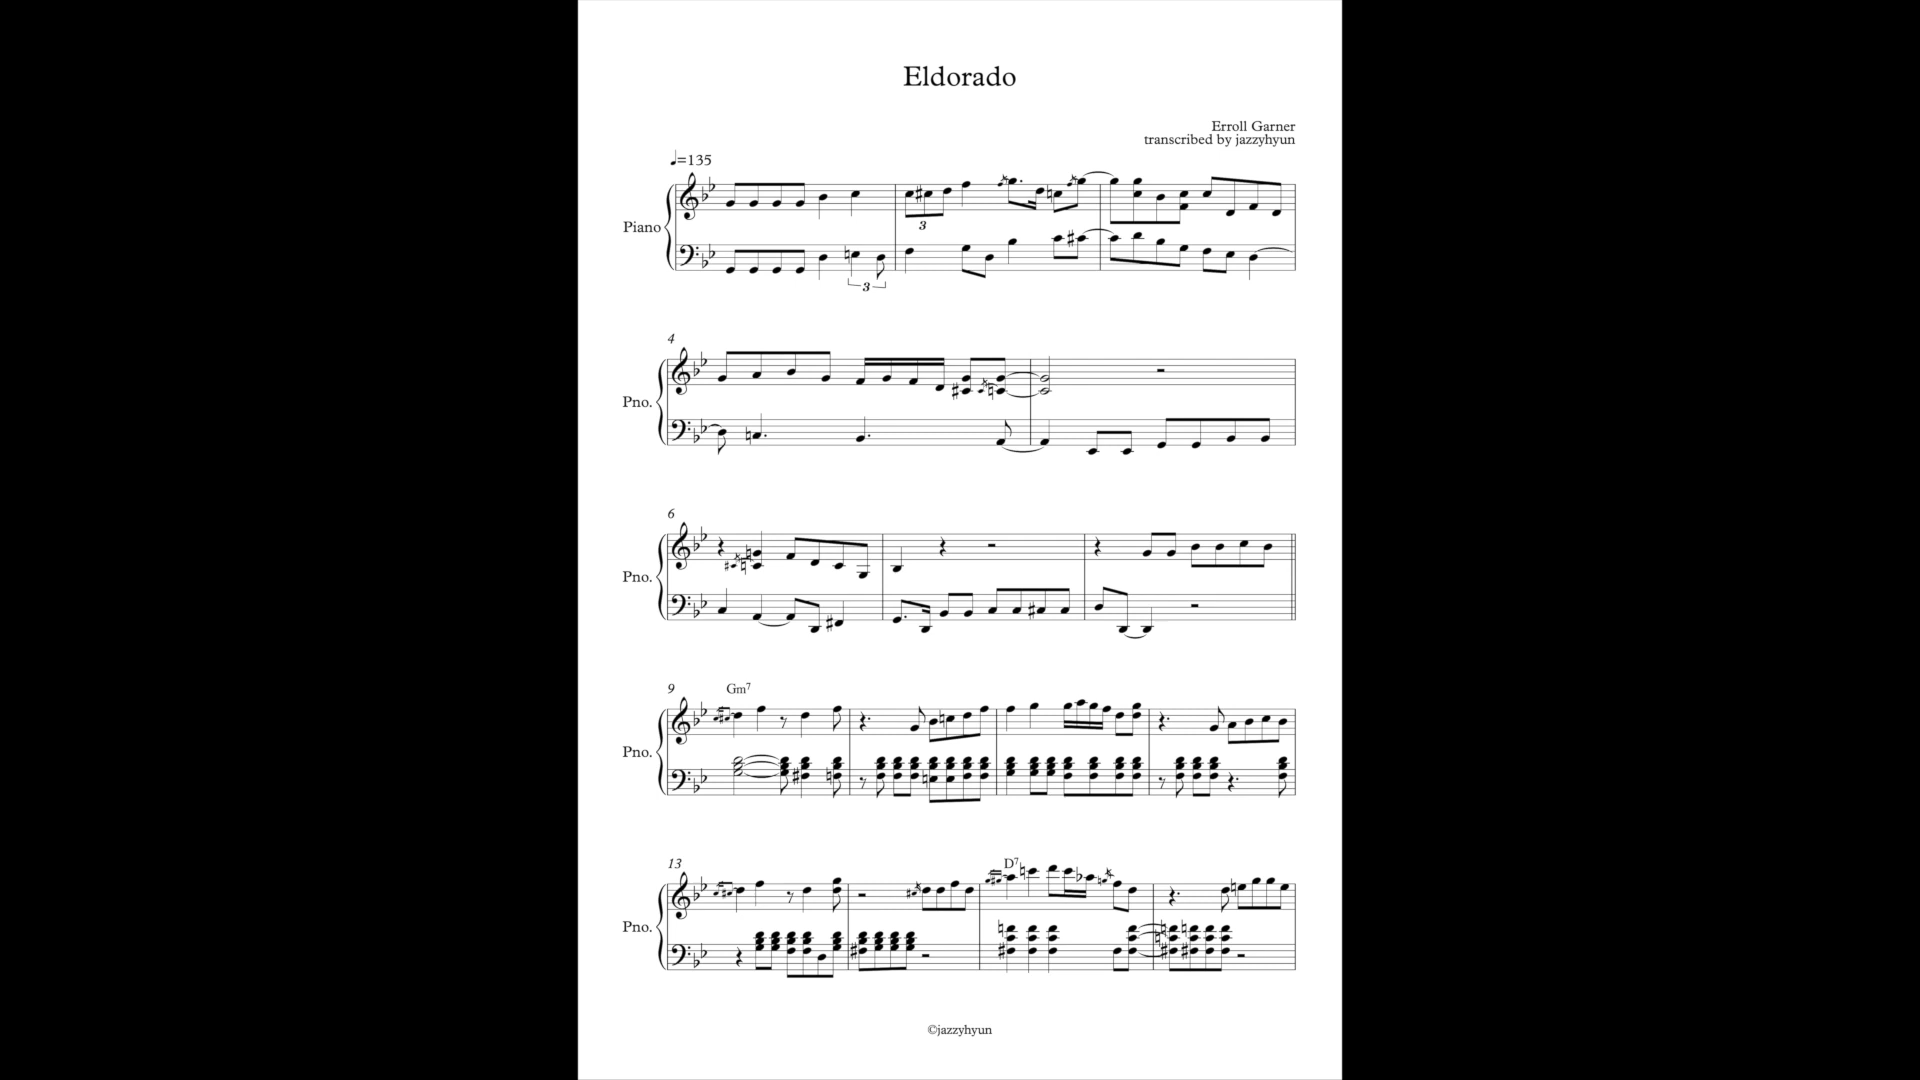 Eldorado
Erroll Garner
transcribed by jazzyhyun
♩=135
Piano
3
3
4
Pno.
6
Pno.
9
Gm7
Pno.
13
D7
Pno.
©jazzyhyun